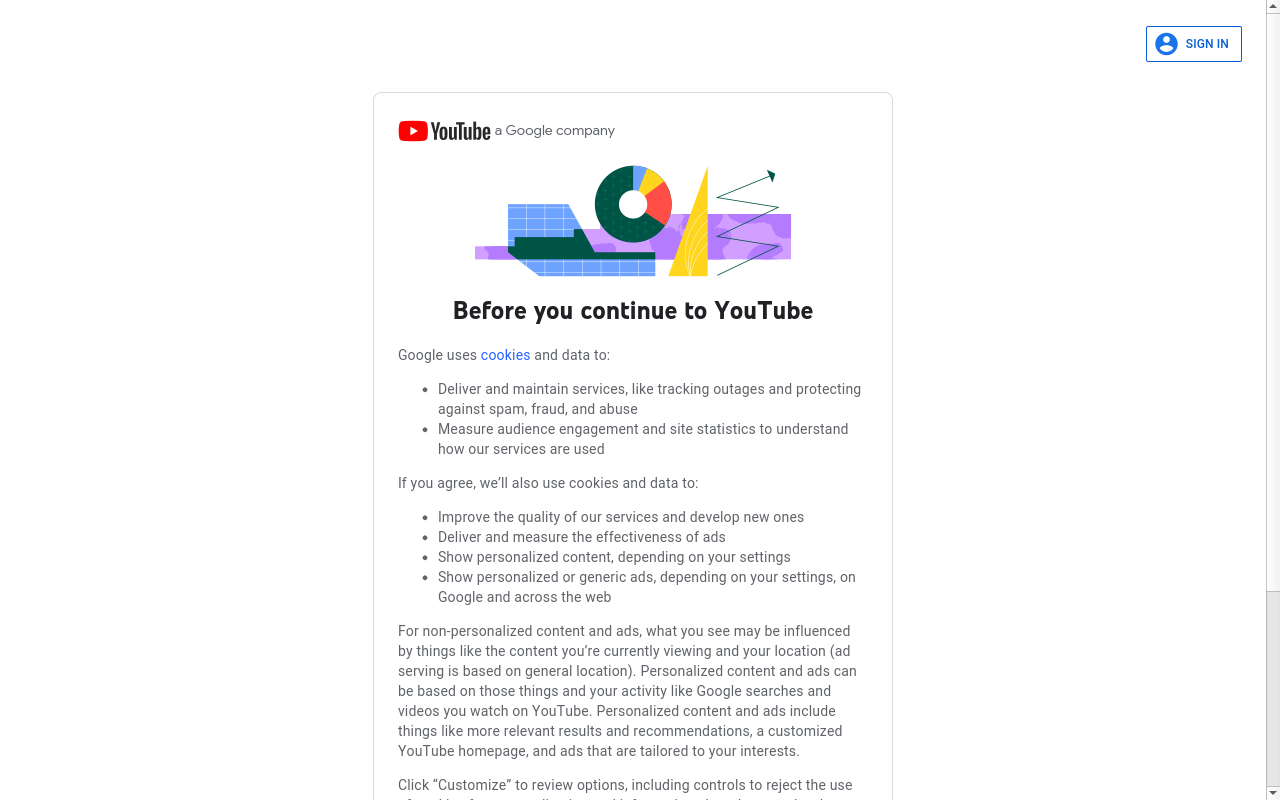 SIGN IN
YouTube a Google company
Before you continue to YouTube
Google uses cookies and data to:
• Deliver and maintain services, like tracking outages and protecting
against spam, fraud, and abuse
• Measure audience engagement and site statistics to understand
how our services are used
If you agree, we’ll also use cookies and data to:
• Improve the quality of our services and develop new ones
• Deliver and measure the effectiveness of ads
• Show personalized content, depending on your settings
• Show personalized or generic ads, depending on your settings, on
Google and across the web
For non-personalized content and ads, what you see may be influenced
by things like the content you’re currently viewing and your location (ad
serving is based on general location). Personalized content and ads can
be based on those things and your activity like Google searches and
videos you watch on YouTube. Personalized content and ads include
things like more relevant results and recommendations, a customized
YouTube homepage, and ads that are tailored to your interests.
Click “Customize” to review options, including controls to reject the use